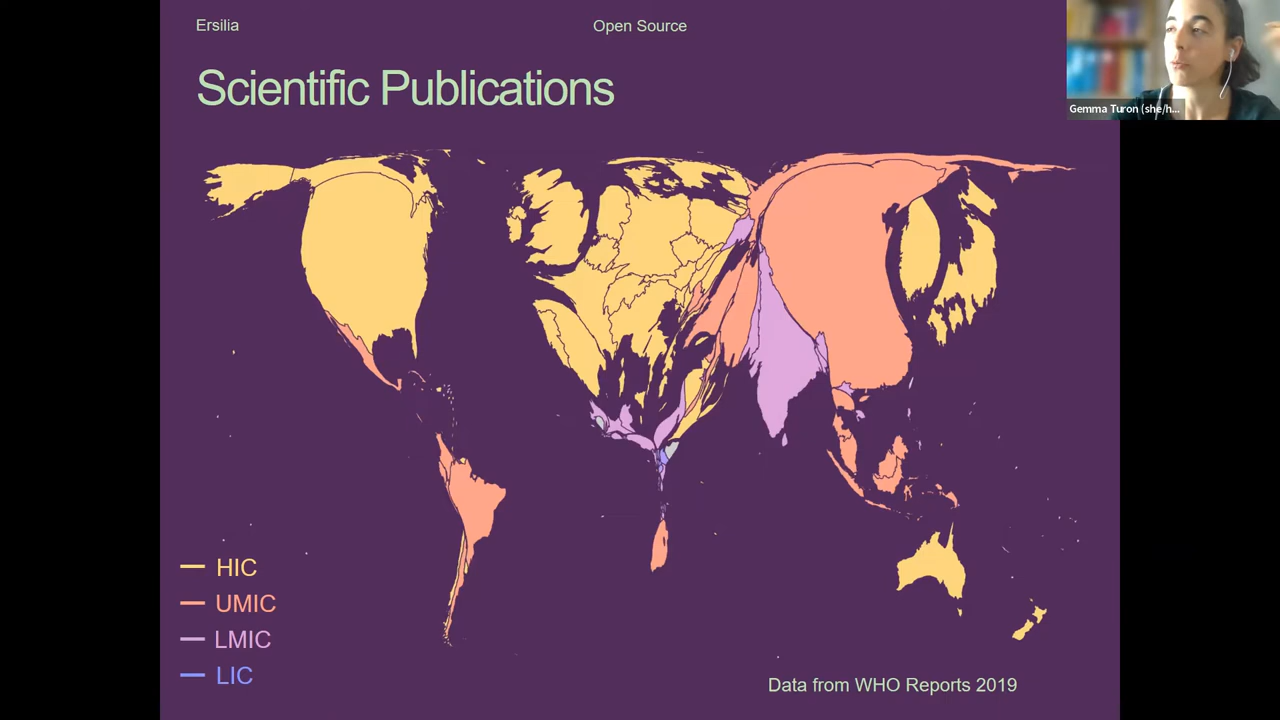 Ersilia
Open Source
Scientific Publications
Gemma Turon (she/h...
HIC
UMIC
LMIC
LIC
Data from WHO Reports 2019